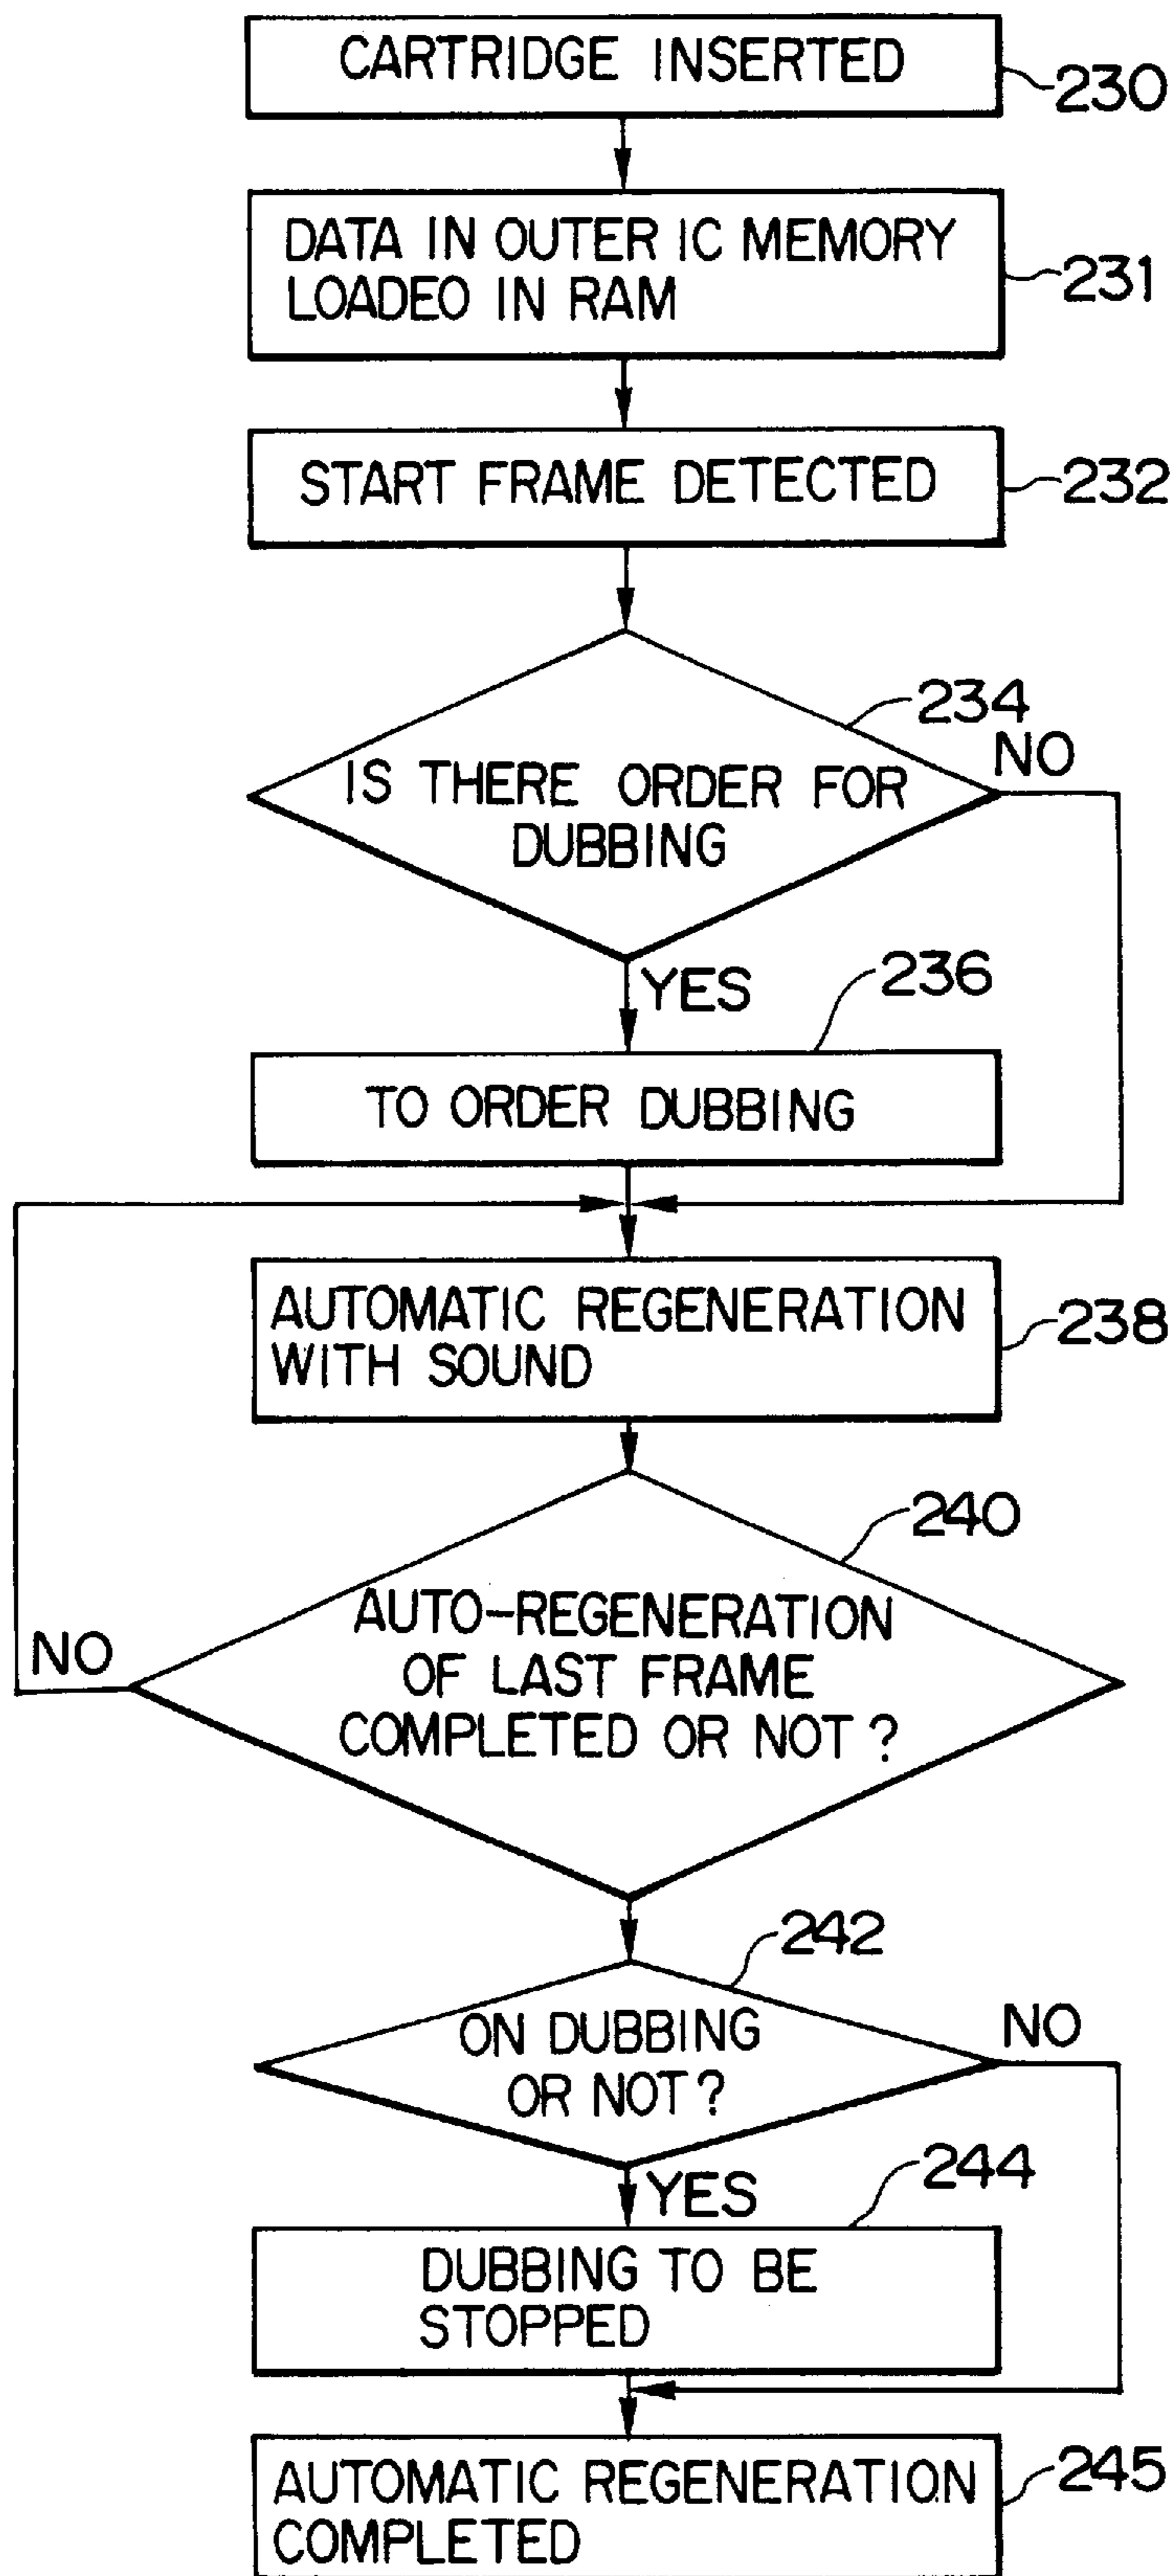 CARTRIDGE INSERTED
230
DATA IN OUTER IC MEMORY
LOADEO IN RAM
231
START FRAME DETECTED
232
234
NO
IS THERE ORDER FOR
DUBBING
YES
236
TO ORDER DUBBING
AUTOMATIC REGENERATION
WITH SOUND
238
240
AUTO-REGENERATION
OF LAST FRAME
COMPLETED OR NOT ?
NO
242
ON DUBBING
OR NOT ?
NO
YES
244
DUBBING TO BE
STOPPED
AUTOMATIC REGENERATION
COMPLETED
245